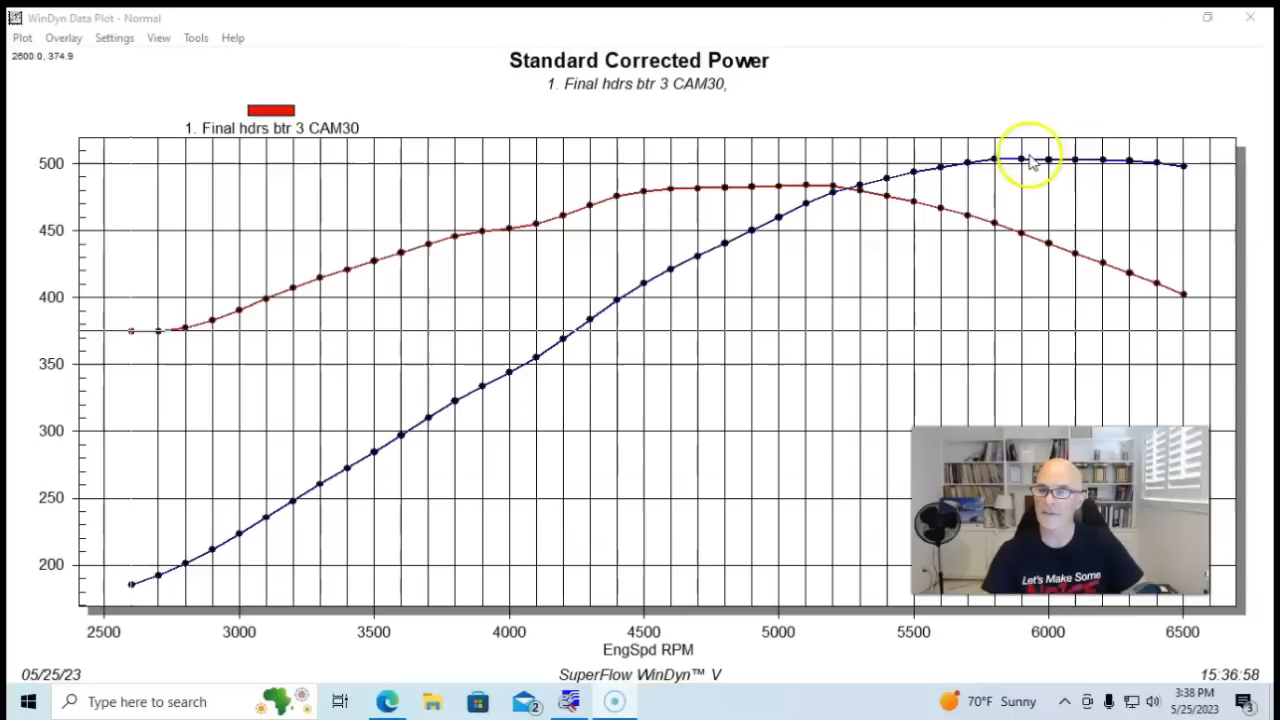 WinDyn Data Plot - Normal
Plot Overlay Settings View Tools Help
2600.0, 374.9
Standard Corrected Power
1. Final hdrs btr 3 CAM30,
1. Final hdrs btr 3 CAM30
500
450
400
350
300
250
200
Let's Make Some
NOISE
2500 3000 3500 4000 4500 5000 5500 6000 6500
EngSpd RPM
05/25/23 SuperFlow WinDyn™ V 15:36:58
Type here to search
2
70°F Sunny
3:38 PM
5/25/2023
3